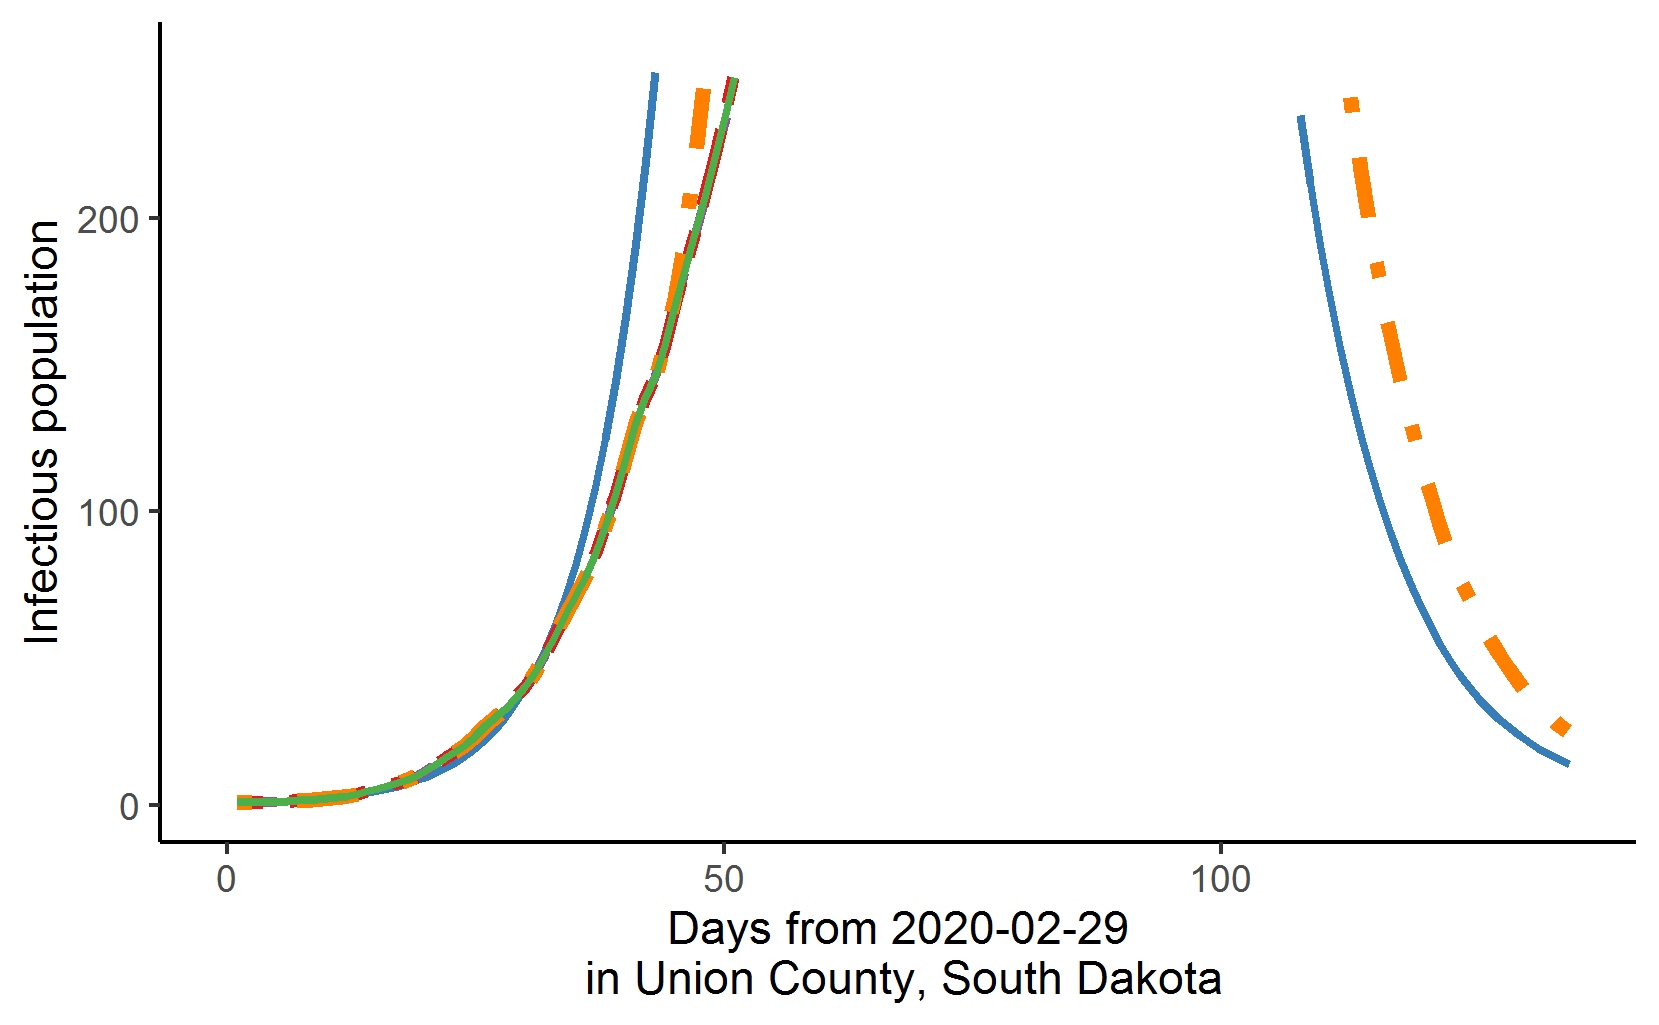 Infectious population
200
100
0
0 50 100
Days from 2020-02-29
in Union County, South Dakota